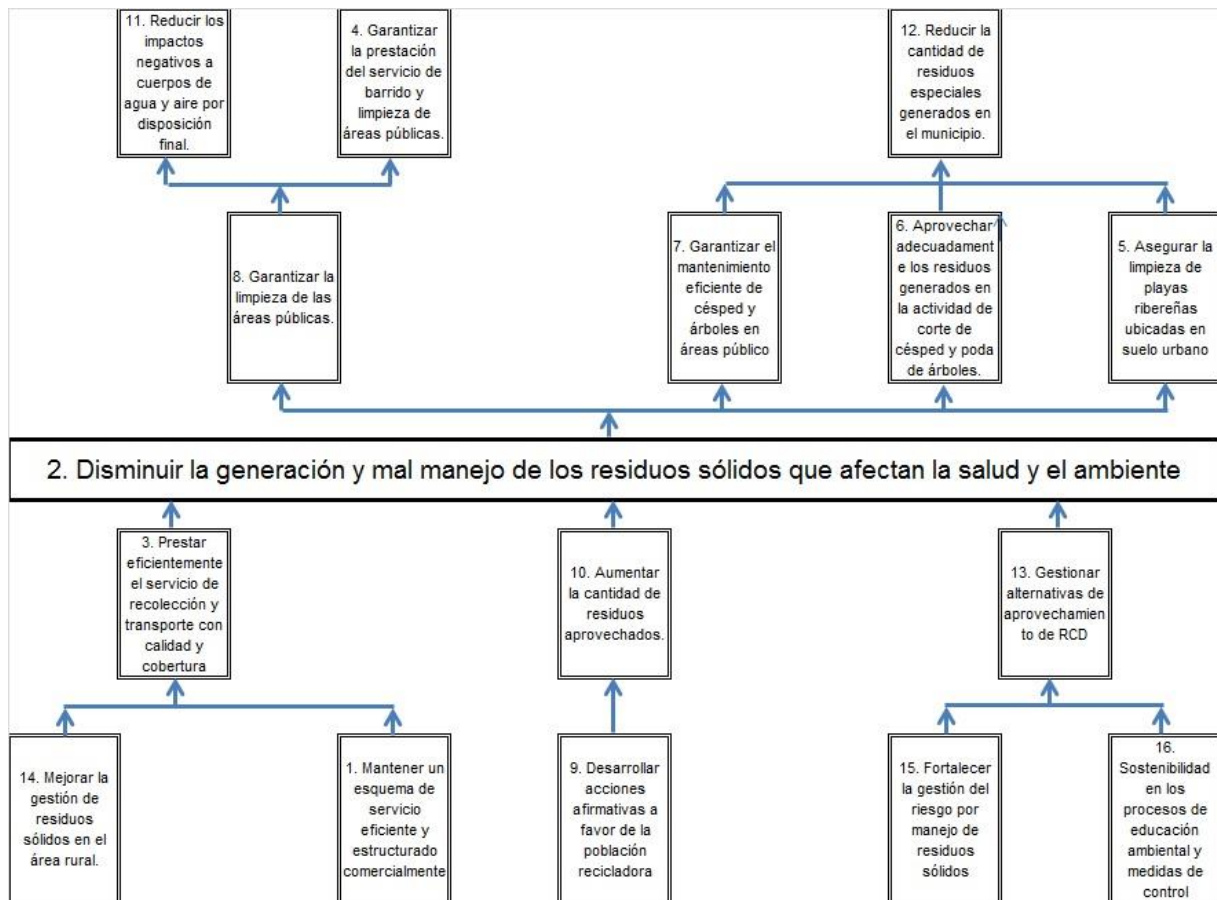 11. Reducir los
impactos
negativos a
cuerpos de
agua y aire por
disposición
final.
4. Garantizar
la prestación
del servicio de
barrido y
limpieza de
áreas públicas.
12. Reducir la
cantidad de
residuos
especiales
generados en
el municipio.
8. Garantizar la
limpieza de las
áreas públicas.
7. Garantizar el
mantenimiento
eficiente de
césped y
árboles en
áreas público
6. Aprovechar
adecuadament
e los residuos
generados en
la actividad de
corte de
césped y poda
de árboles.
5. Asegurar la
limpieza de
playas
ribereñas
ubicadas en
suelo urbano
2. Disminuir la generación y mal manejo de los residuos sólidos que afectan la salud y el ambiente
3. Prestar
eficientemente
el servicio de
recolección y
transporte con
calidad y
cobertura
10. Aumentar
la cantidad de
residuos
aprovechados.
13. Gestionar
alternativas de
aprovechamie
nto de RCD
14. Mejorar la
gestión de
residuos
sólidos en el
área rural.
1. Mantener un
esquema de
servicio
eficiente y
estructurado
comercialmente
9. Desarrollar
acciones
afirmativas a
favor de la
población
recicladora
15. Fortalecer
la gestión del
riesgo por
manejo de
residuos
sólidos
16.
Sostenibilidad
en los
procesos de
educación
ambiental y
medidas de
control